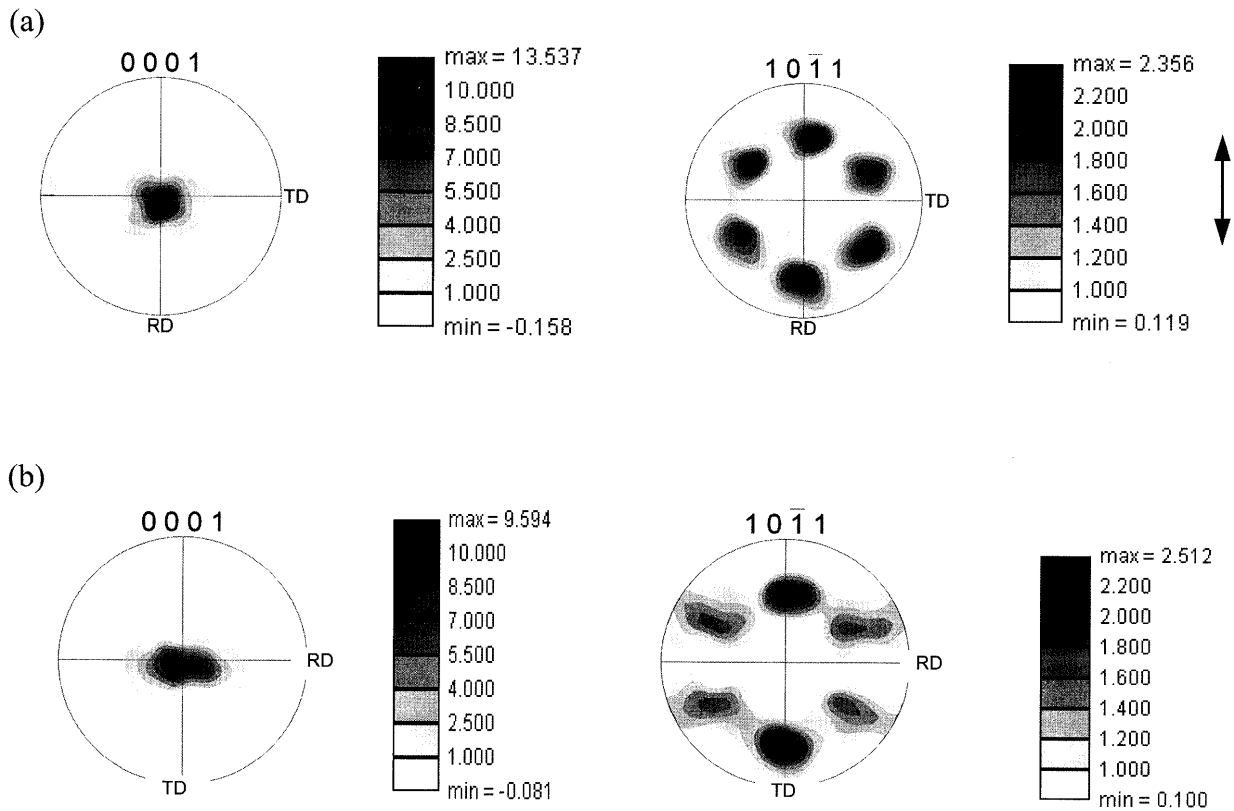 (a)
0 0 0 1
max = 13.537
10.000
8.500
7.000
5.500
4.000
2.500
1.000
min = -0.158
TD
RD
1 0 1̅ 1
max = 2.356
2.200
2.000
1.800
1.600
1.400
1.200
1.000
min = 0.119
TD
RD
(b)
0 0 0 1
max = 9.594
10.000
8.500
7.000
5.500
4.000
2.500
1.000
min = -0.081
RD
TD
1 0 1̅ 1
max = 2.512
2.200
2.000
1.800
1.600
1.400
1.200
1.000
min = 0.100
RD
TD